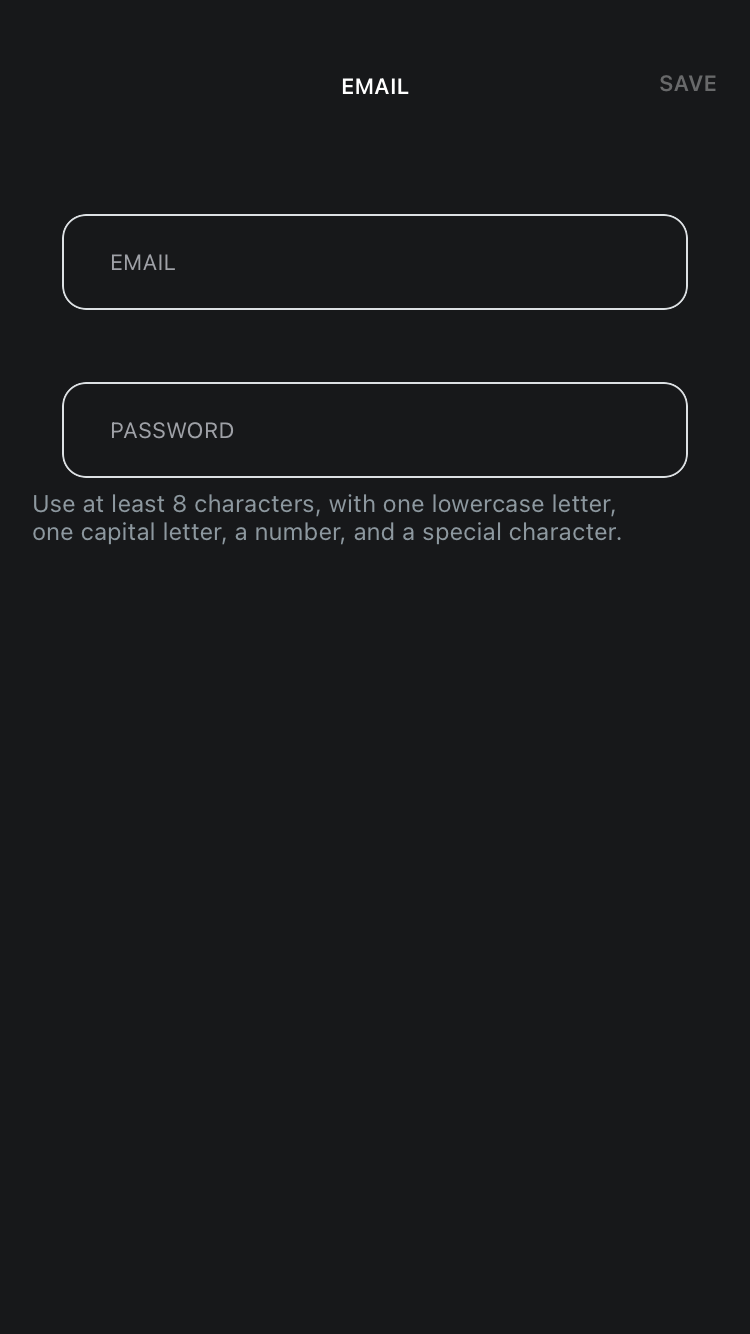 EMAIL
SAVE
EMAIL
PASSWORD
Use at least 8 characters, with one lowercase letter,
one capital letter, a number, and a special character.